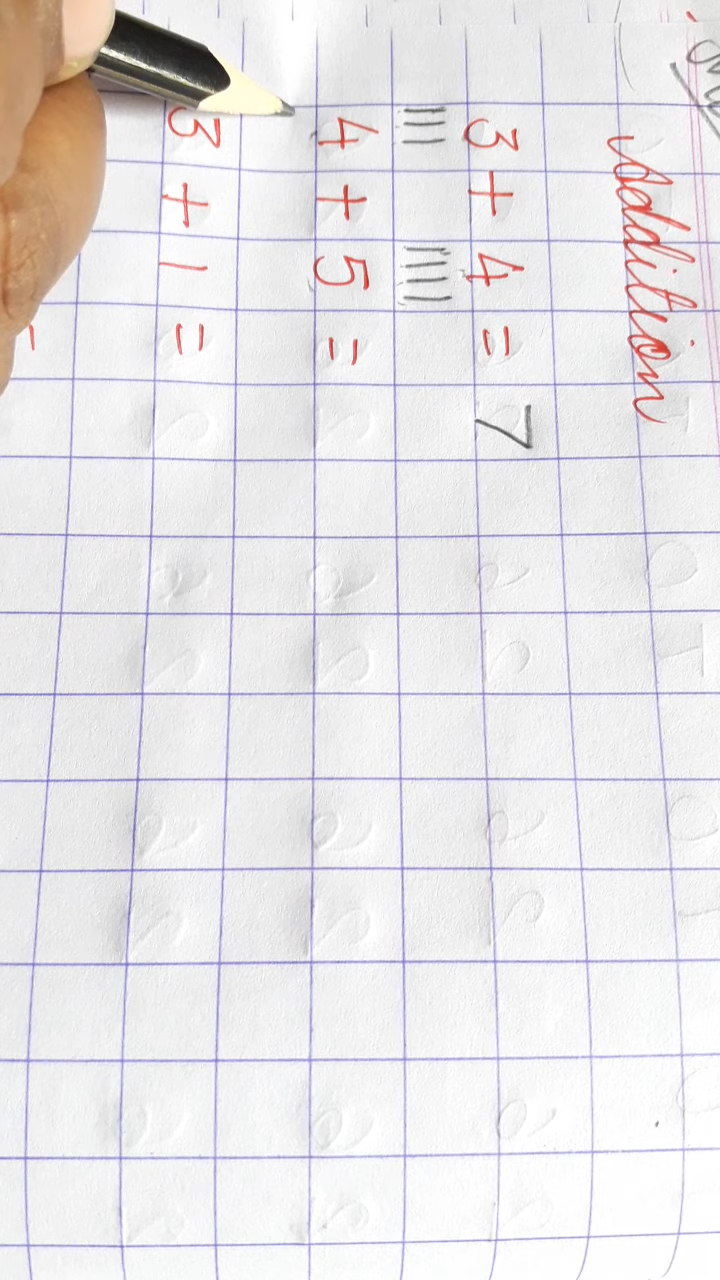 Addition
3 + 4 = 7
||| ||||
4 + 5 =
3 + 1 =